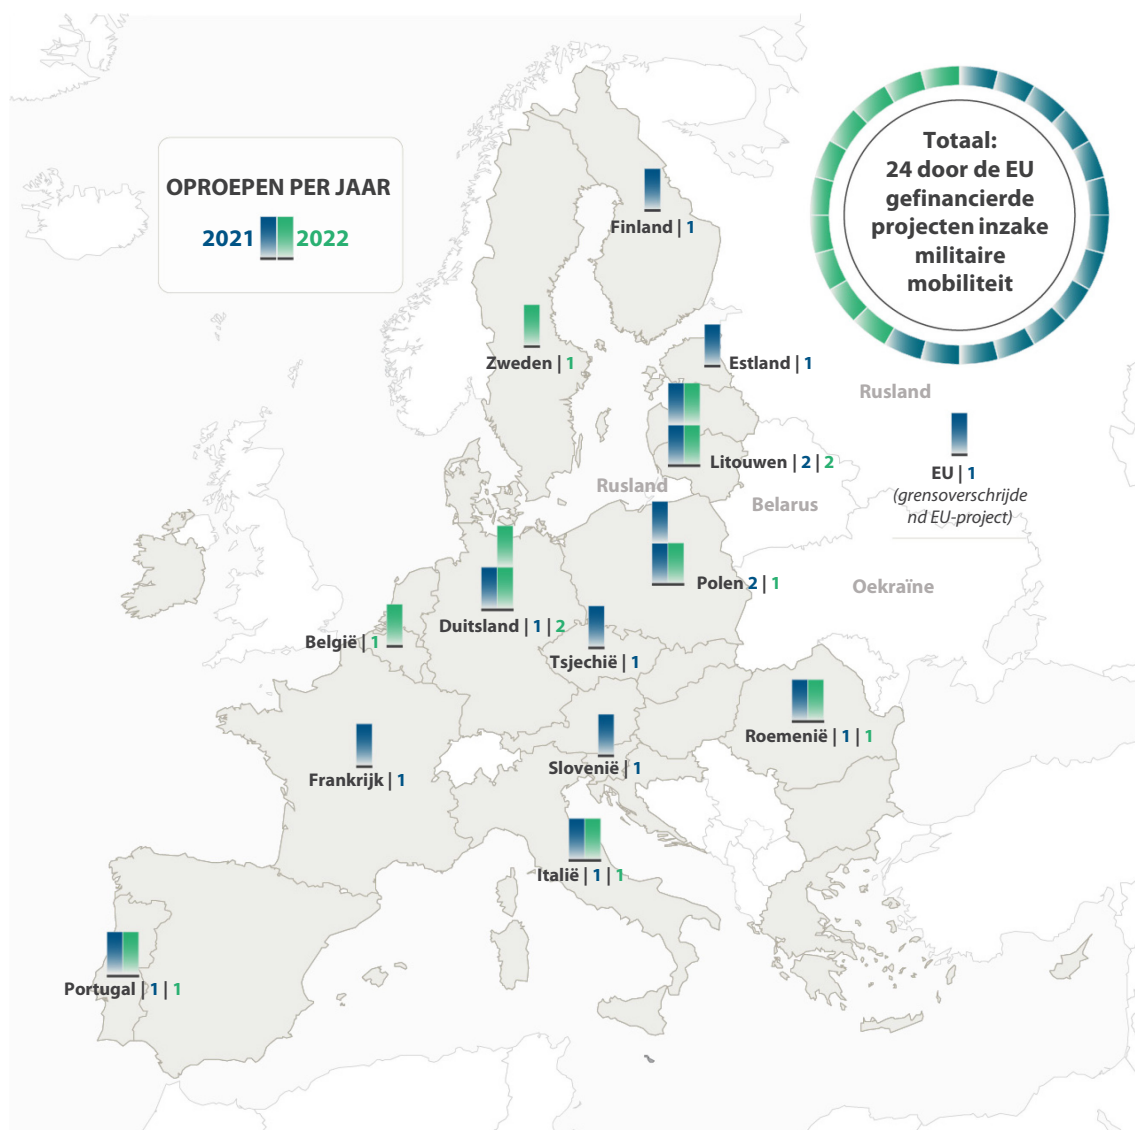 OPROEPEN PER JAAR
2021 2022
Totaal:
24 door de EU
gefinancierde
projecten inzake
militaire
mobiliteit
Finland | 1
Zweden | 1
Estland | 1
Rusland
EU | 1
(grensoverschrijde
nd EU-project)
Litouwen | 2 | 2
Rusland
Belarus
Polen 2 | 1
Oekraïne
Duitsland | 1 | 2
België | 1
Tsjechië | 1
Roemenië | 1 | 1
Slovenië | 1
Frankrijk | 1
Italië | 1 | 1
Portugal | 1 | 1